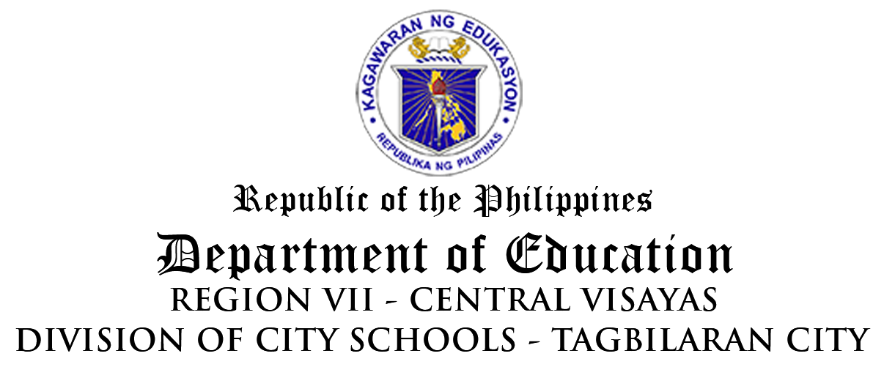 KAGAWARAN NG EDUKASYON
REPUBLIKA NG PILIPINAS
Republic of the Philippines
Department of Education
REGION VII - CENTRAL VISAYAS
DIVISION OF CITY SCHOOLS - TAGBILARAN CITY